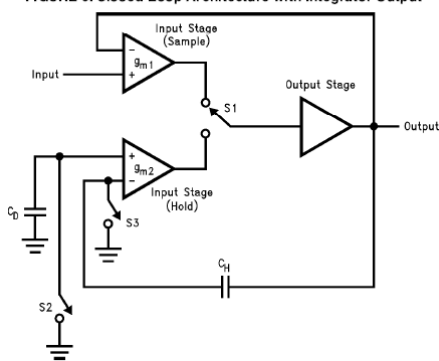 FIGURE 6. Closed Loop Architecture with Integrator Output
Input Stage
(Sample)
−
gm1
+
Input
S1
Output Stage
Output
+
gm2
−
Input Stage
(Hold)
CD
S3
CH
S2